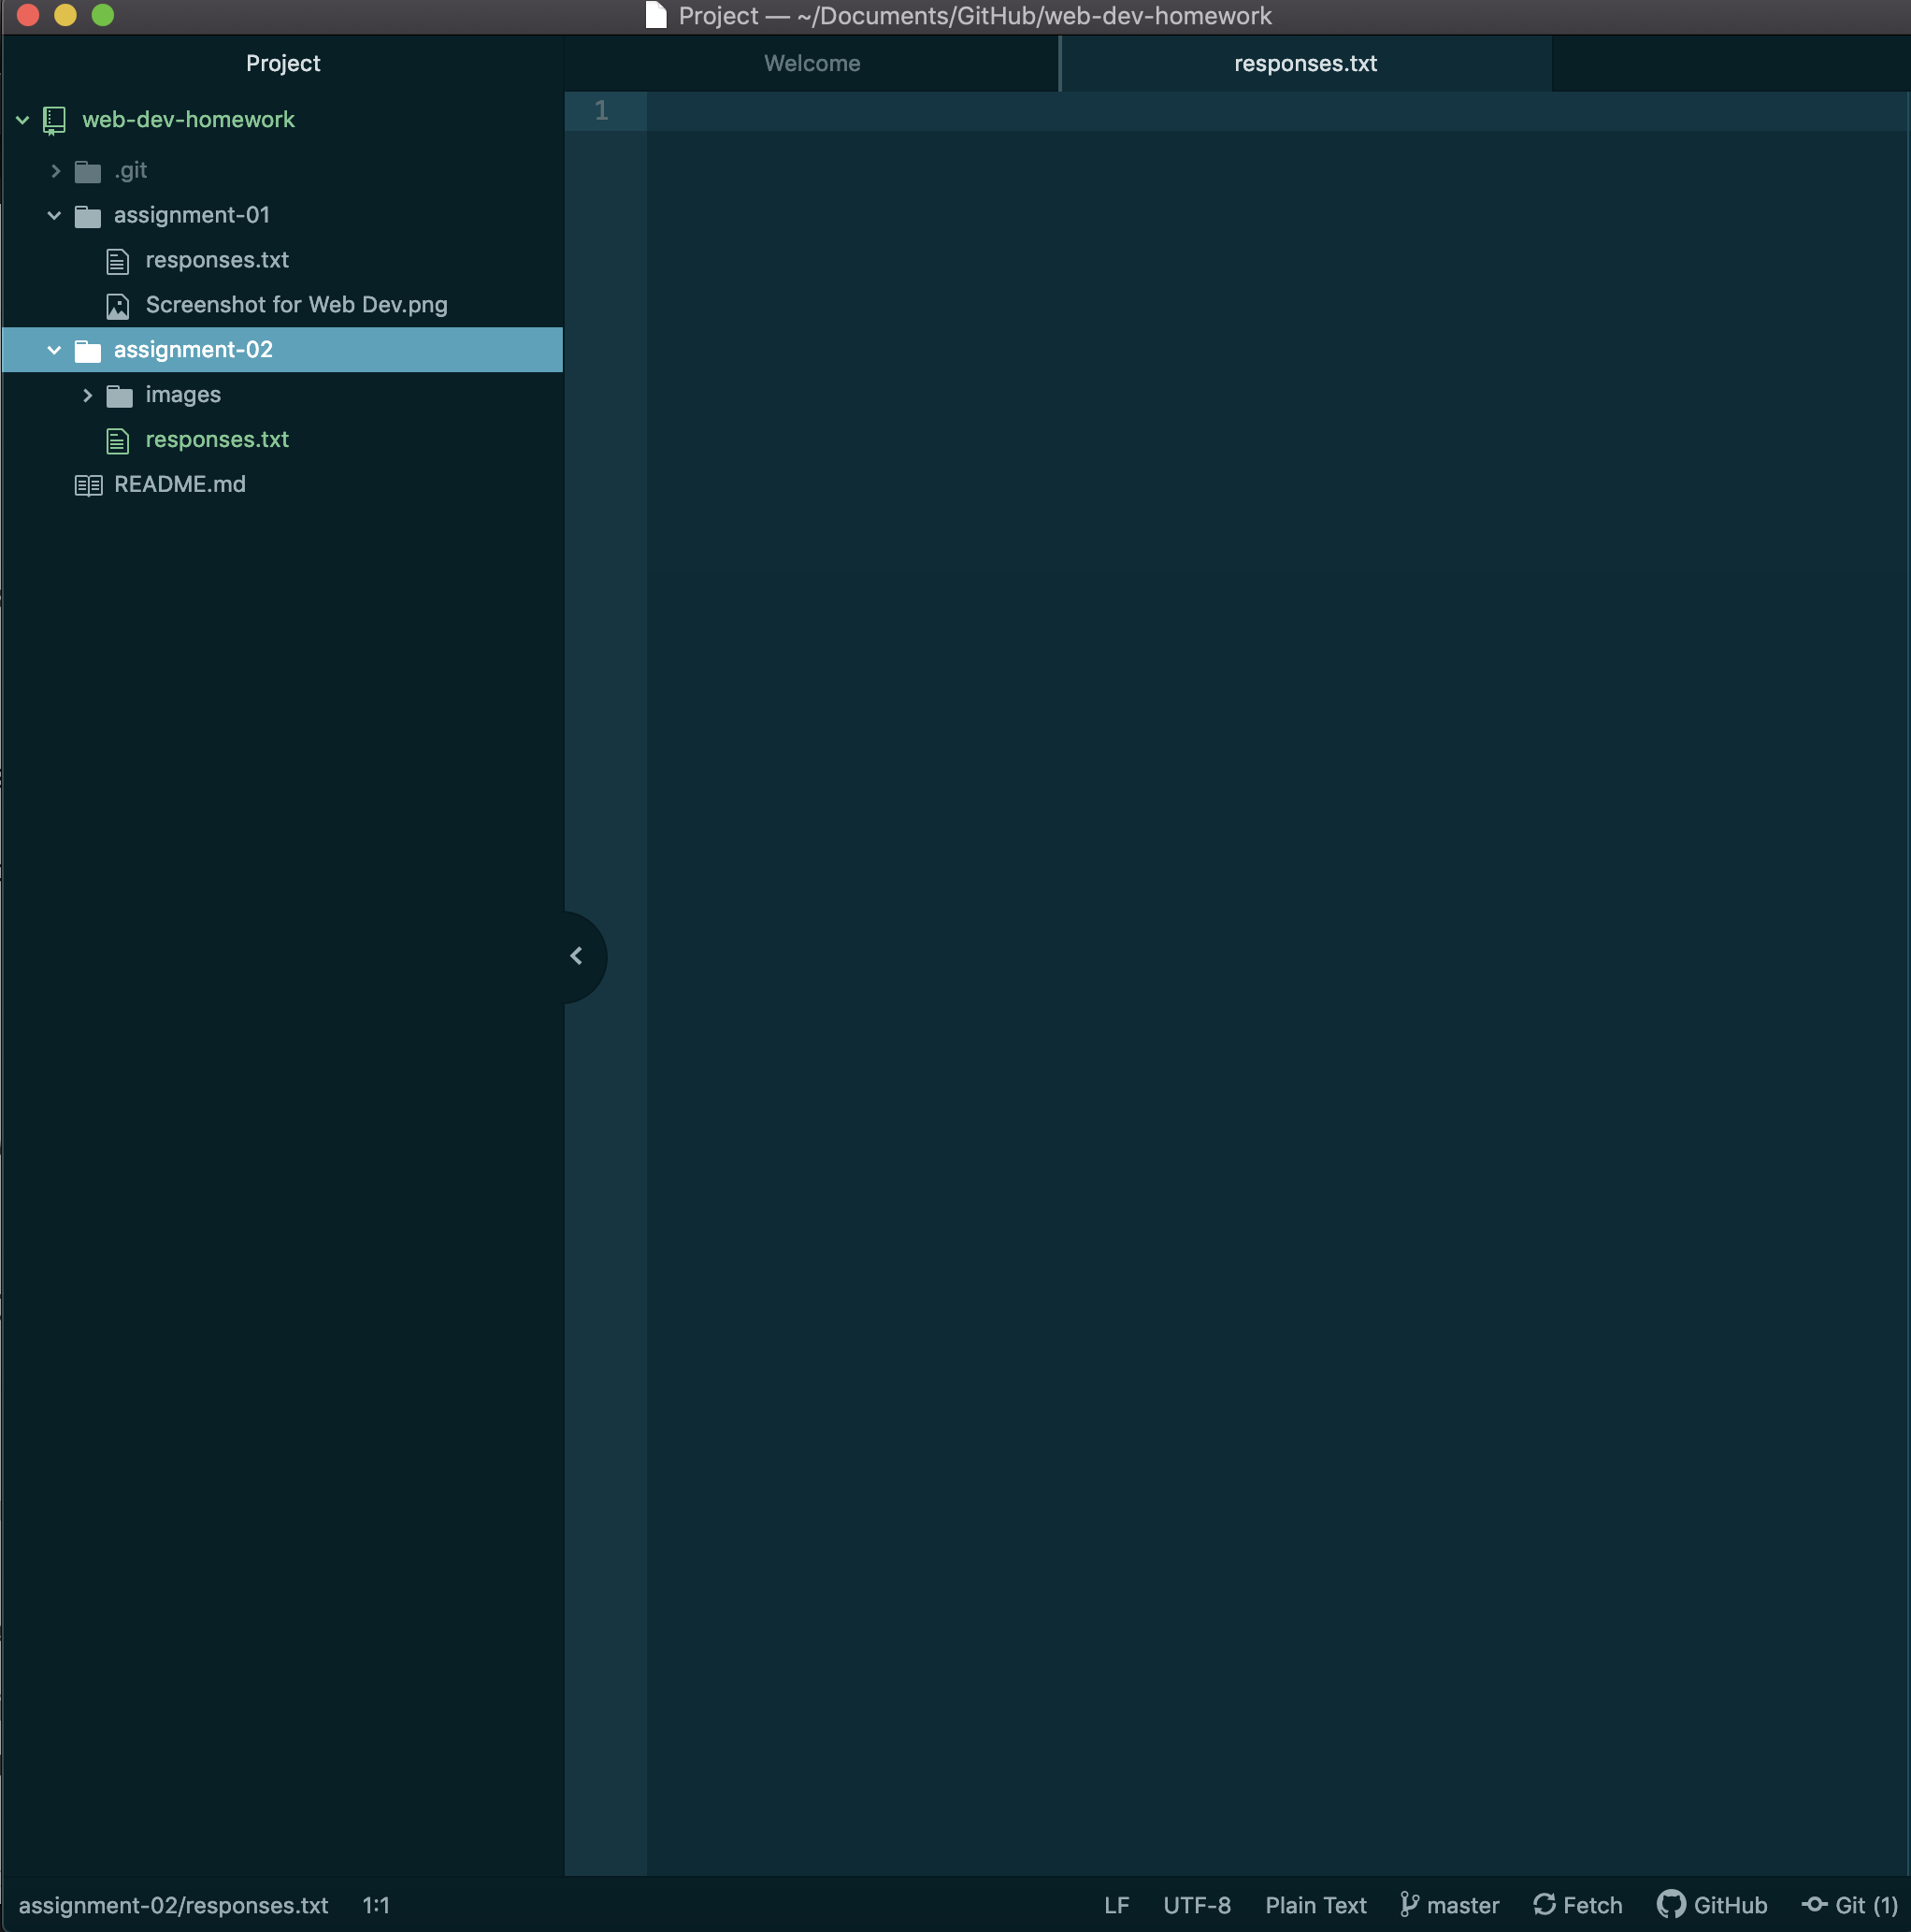 Project — ~/Documents/GitHub/web-dev-homework
Project
Welcome
responses.txt
web-dev-homework
.git
assignment-01
responses.txt
Screenshot for Web Dev.png
assignment-02
images
responses.txt
README.md
1
assignment-02/responses.txt 1:1 LF UTF-8 Plain Text master Fetch GitHub Git (1)